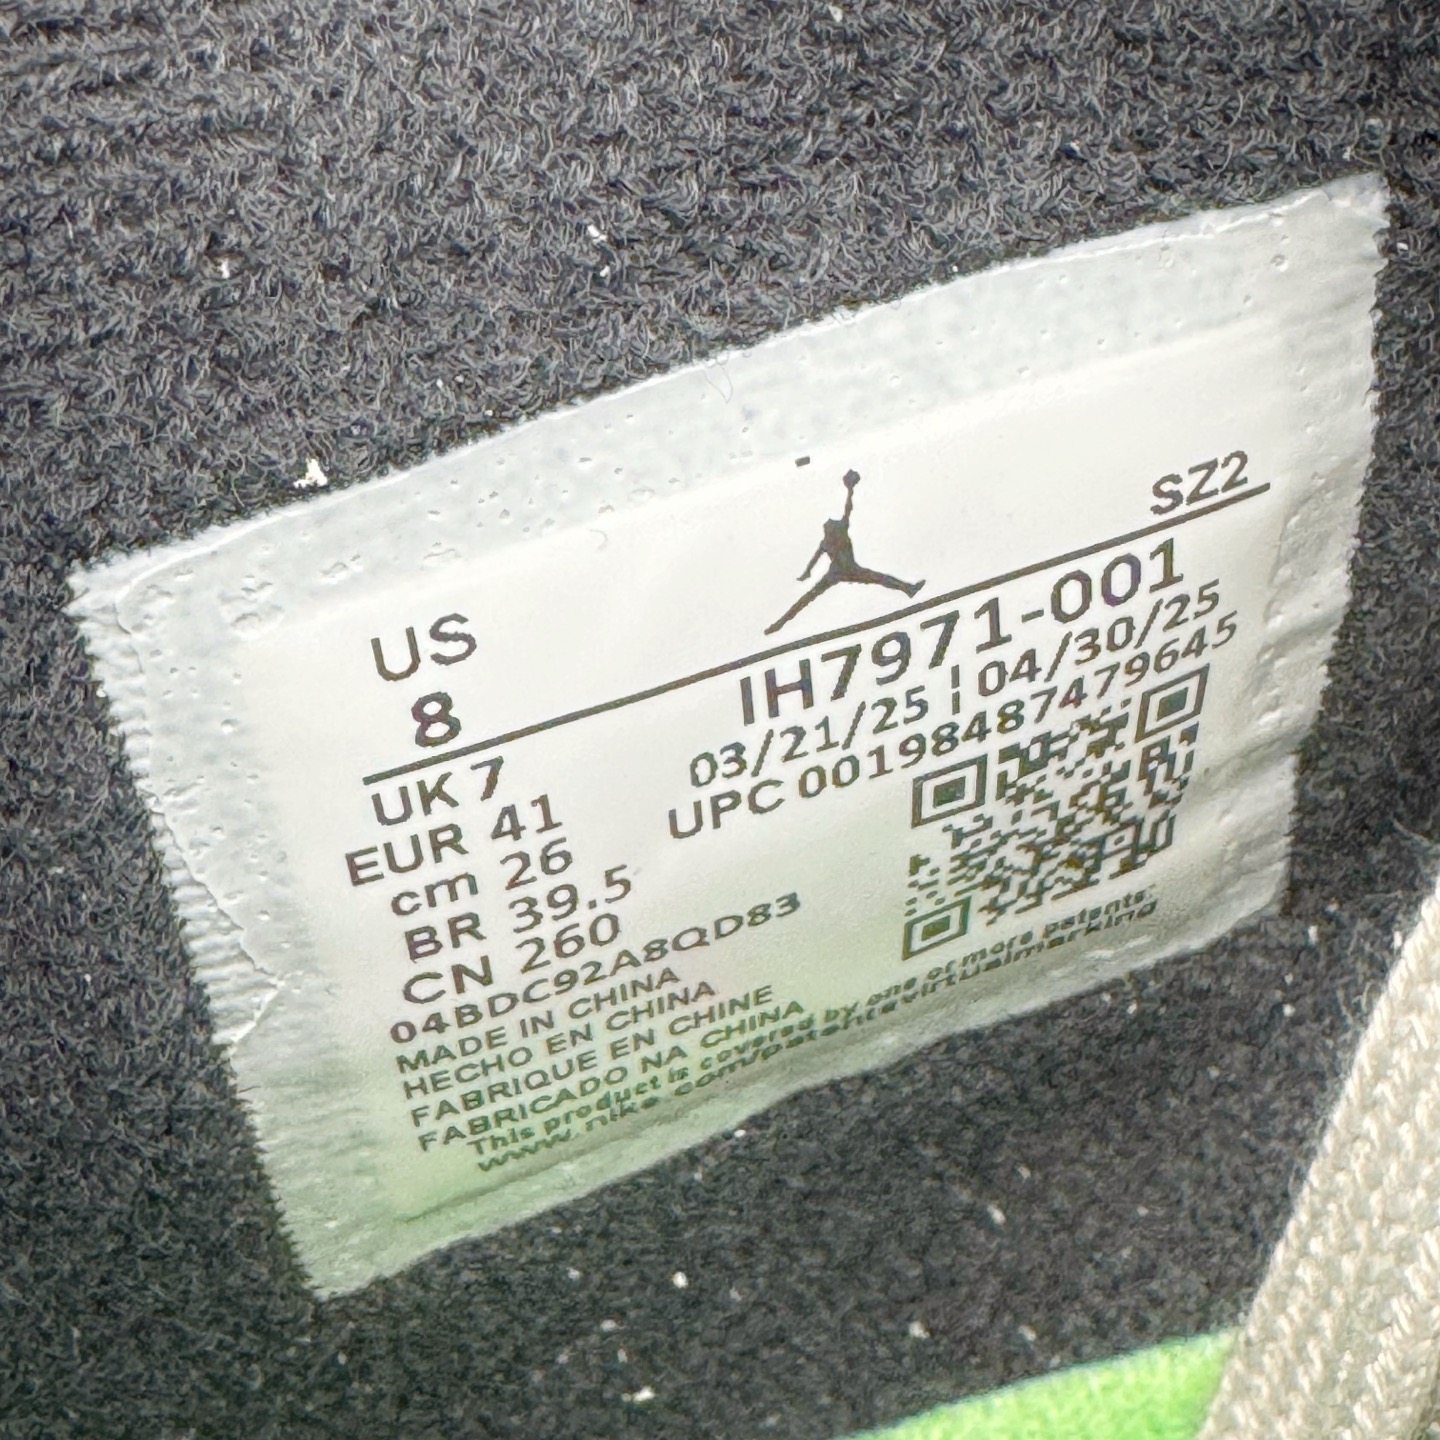 US
8
SZ2
UK 7
EUR 41
cm 26
BR 39.5
CN 260
IH7971-001
03/21/25 ¦ 04/30/25
UPC 00198487479645
04BDC92A8QD83
MADE IN CHINA
HECHO EN CHINA
FABRIQUE EN CHINE
FABRICADO NA CHINA
This product is covered by one or more patents:
www.nike.com/patentsvirtualmarking